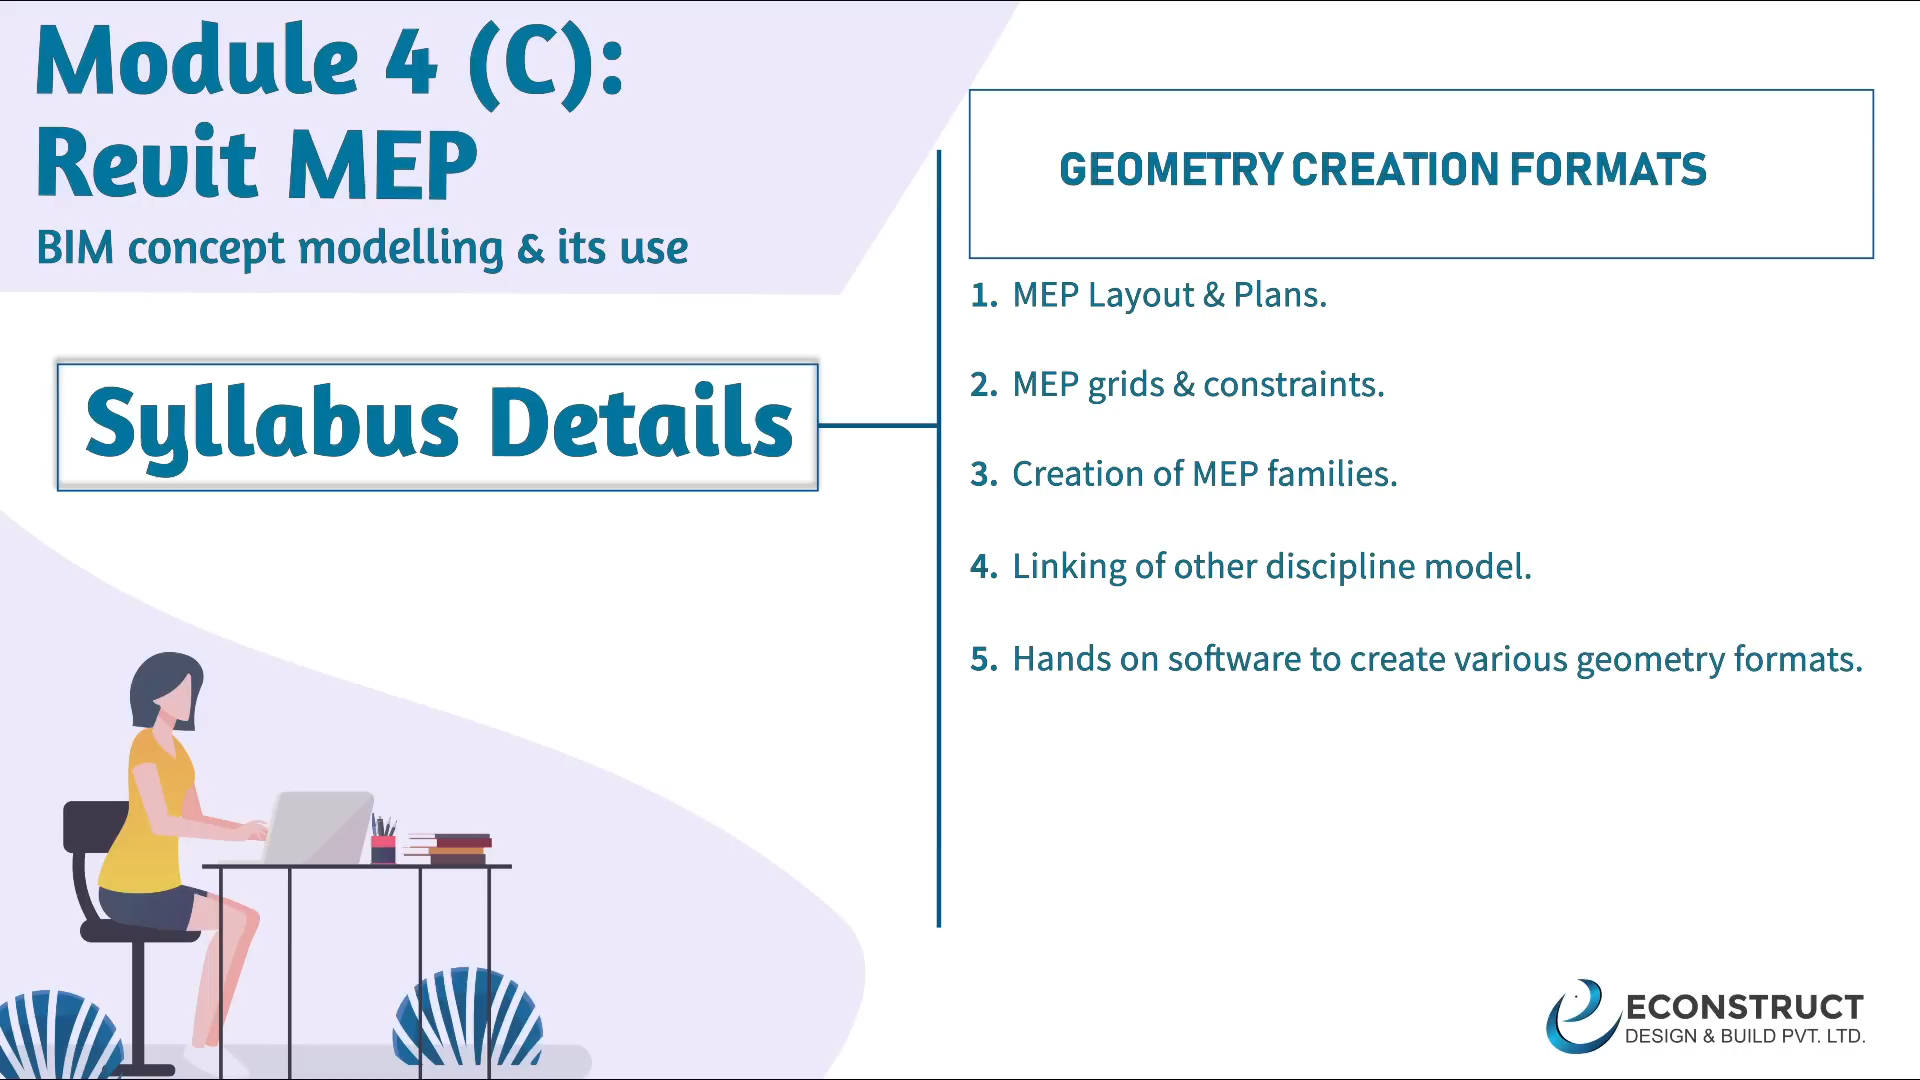 Module 4 (C):
Revit MEP
BIM concept modelling & its use
Syllabus Details
GEOMETRY CREATION FORMATS
1. MEP Layout & Plans.
2. MEP grids & constraints.
3. Creation of MEP families.
4. Linking of other discipline model.
5. Hands on software to create various geometry formats.
ECONSTRUCT
DESIGN & BUILD PVT. LTD.